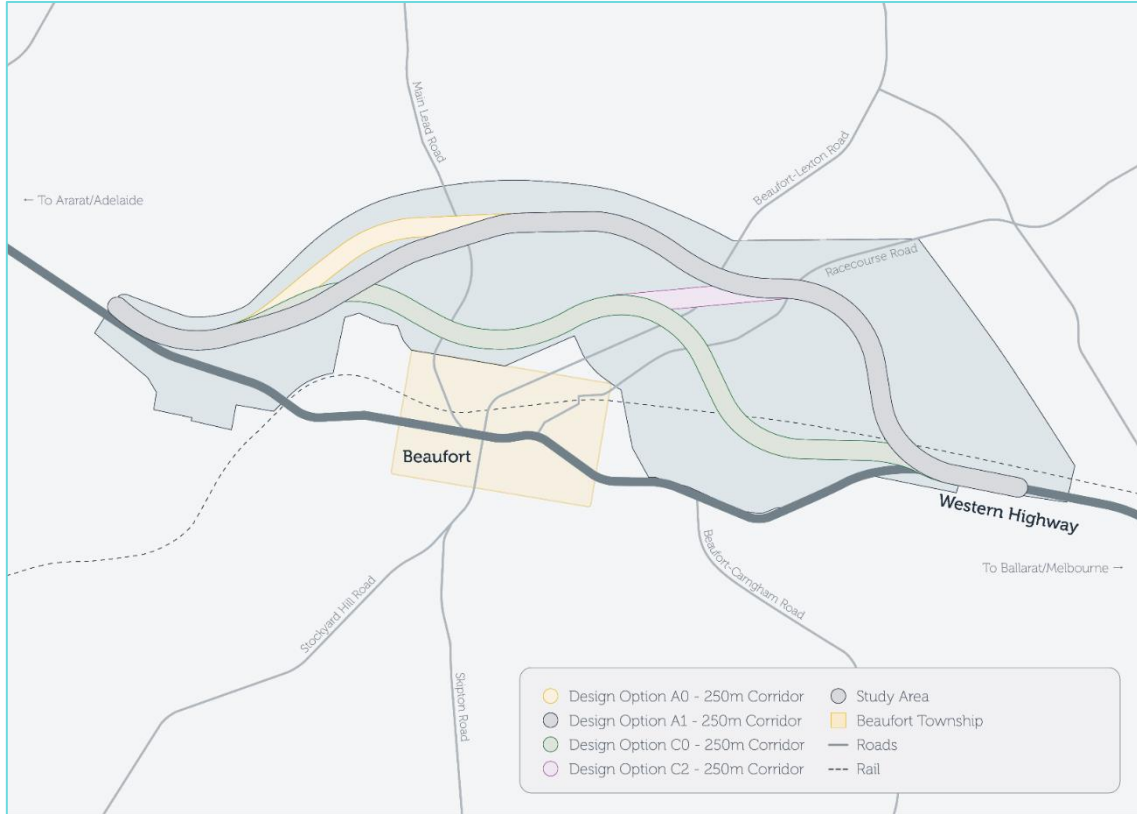 Main Lead Road
Beaufort-Lexton Road
← To Ararat/Adelaide
Racecourse Road
Beaufort
Western Highway
To Ballarat/Melbourne →
Beaufort-Carngham Road
Stockyard Hill Road
Skipton Road
Design Option A0 - 250m Corridor
Design Option A1 - 250m Corridor
Design Option C0 - 250m Corridor
Design Option C2 - 250m Corridor
Study Area
Beaufort Township
Roads
Rail